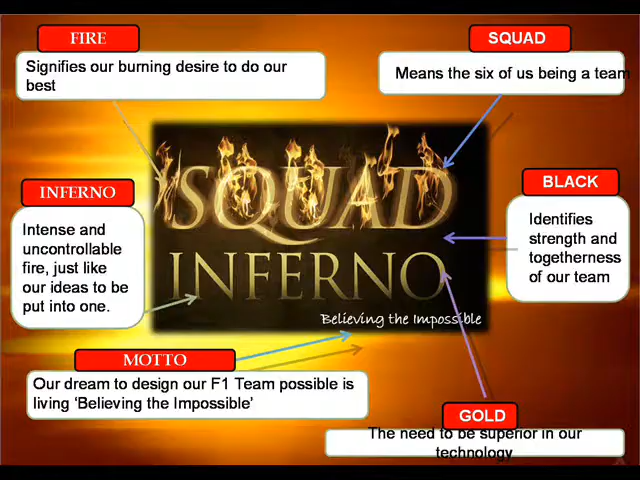 FIRE
Signifies our burning desire to do our
best
SQUAD
Means the six of us being a team
SQUAD
INFERNO
Believing the Impossible
INFERNO
Intense and
uncontrollable
fire, just like
our ideas to be
put into one.
BLACK
Identifies
strength and
togetherness
of our team
MOTTO
Our dream to design our F1 Team possible is
living ‘Believing the Impossible’
GOLD
The need to be superior in our
technology